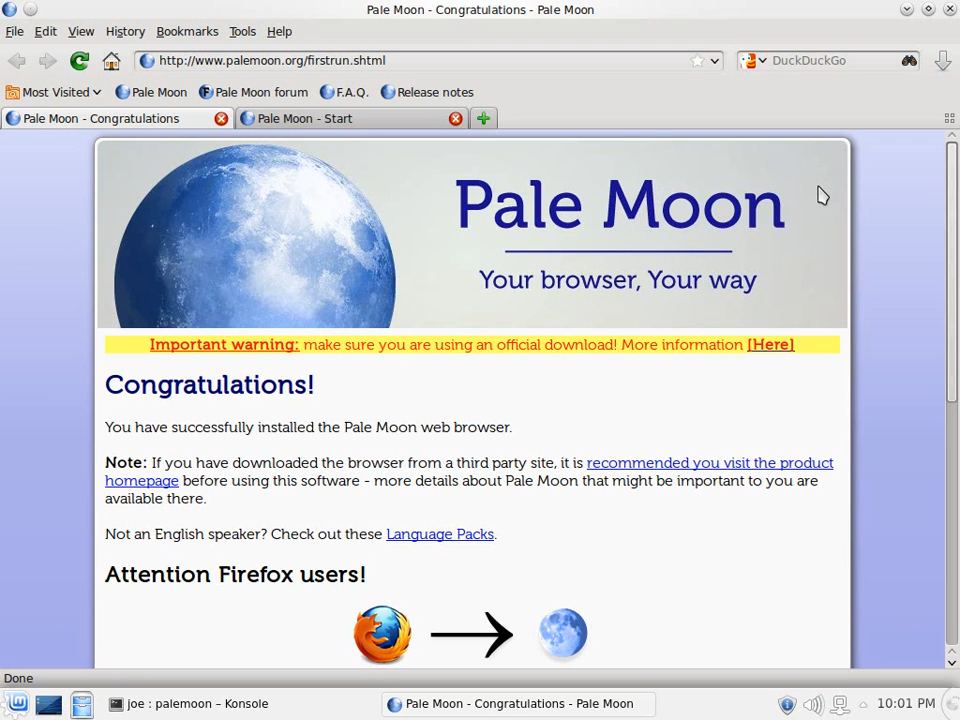 Pale Moon - Congratulations - Pale Moon
File Edit View History Bookmarks Tools Help
http://www.palemoon.org/firstrun.shtml DuckDuckGo
Most Visited Pale Moon Pale Moon forum F.A.Q. Release notes
Pale Moon - Congratulations Pale Moon - Start
Pale Moon
Your browser, Your way
Important warning: make sure you are using an official download! More information [Here]
Congratulations!
You have successfully installed the Pale Moon web browser.
Note: If you have downloaded the browser from a third party site, it is recommended you visit the product
homepage before using this software - more details about Pale Moon that might be important to you are
available there.
Not an English speaker? Check out these Language Packs.
Attention Firefox users!
Done
joe : palemoon – Konsole Pale Moon - Congratulations - Pale Moon 10:01 PM